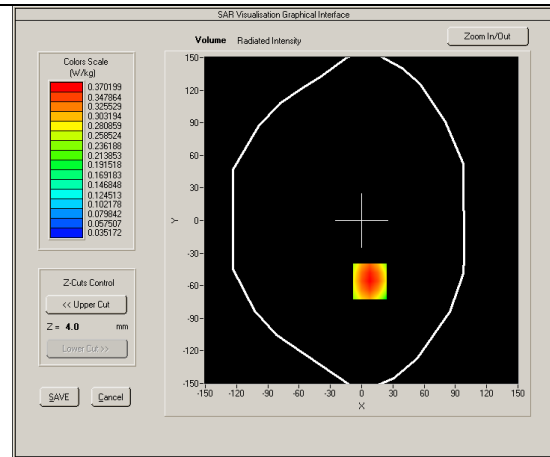 SAR Visualisation Graphical Interface
Volume Radiated Intensity
Zoom In/Out
Colors Scale
(W/kg)
0.370199
0.347864
0.325529
0.303194
0.280859
0.258524
0.236188
0.213853
0.191518
0.169183
0.146848
0.124513
0.102178
0.079842
0.057507
0.035172
Z-Cuts Control
<< Upper Cut
Z = 4.0 mm
Lower Cut >>
SAVE Cancel
150
120
90
60
30
0
-30
-60
-90
-120
-150
Y
-150 -120 -90 -60 -30 0 30 60 90 120 150
X